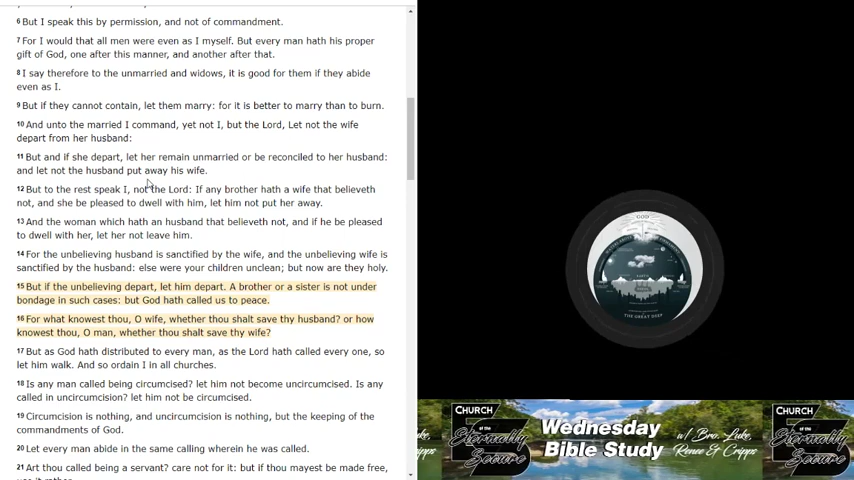 6 But I speak this by permission, and not of commandment.
7 For I would that all men were even as I myself. But every man hath his proper
gift of God, one after this manner, and another after that.
8 I say therefore to the unmarried and widows, it is good for them if they abide
even as I.
9 But if they cannot contain, let them marry: for it is better to marry than to burn.
10 And unto the married I command, yet not I, but the Lord, Let not the wife
depart from her husband:
11 But and if she depart, let her remain unmarried or be reconciled to her husband:
and let not the husband put away his wife.
12 But to the rest speak I, not the Lord: If any brother hath a wife that believeth
not, and she be pleased to dwell with him, let him not put her away.
13 And the woman which hath an husband that believeth not, and if he be pleased
to dwell with her, let her not leave him.
14 For the unbelieving husband is sanctified by the wife, and the unbelieving wife is
sanctified by the husband: else were your children unclean; but now are they holy.
15 But if the unbelieving depart, let him depart. A brother or a sister is not under
bondage in such cases: but God hath called us to peace.
16 For what knowest thou, O wife, whether thou shalt save thy husband? or how
knowest thou, O man, whether thou shalt save thy wife?
17 But as God hath distributed to every man, as the Lord hath called every one, so
let him walk. And so ordain I in all churches.
18 Is any man called being circumcised? let him not become uncircumcised. Is any
called in uncircumcision? let him not be circumcised.
19 Circumcision is nothing, and uncircumcision is nothing, but the keeping of the
commandments of God.
20 Let every man abide in the same calling wherein he was called.
21 Art thou called being a servant? care not for it: but if thou mayest be made free,
GOD
THE GREAT DEEP
CHURCH
of the
Eternally
Secure
Luke,
Cripps
Wednesday
Bible Study
w/ Bro. Luke,
Renee & Cripps
CHURCH
of the
Eternally
Secure